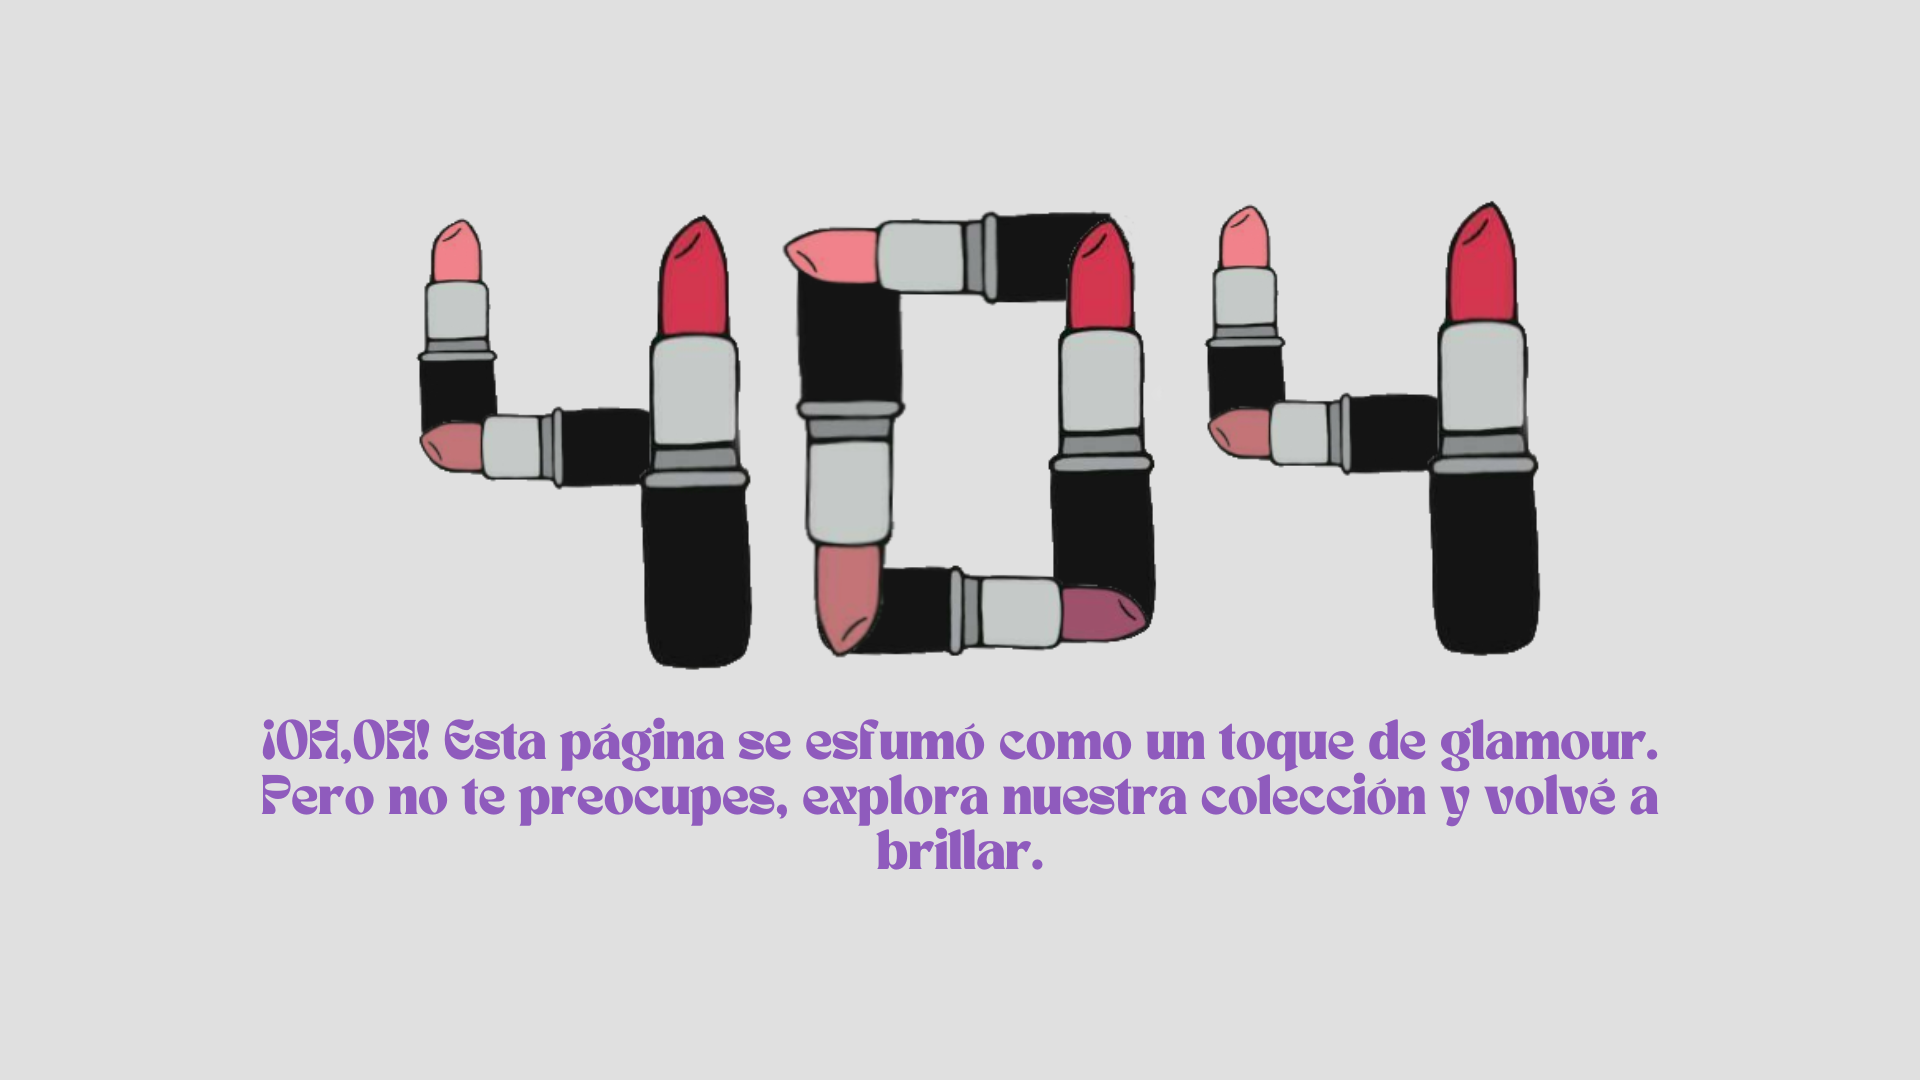 404
¡OH,OH! Esta página se esfumó como un toque de glamour.
Pero no te preocupes, explora nuestra colección y volvé a
brillar.